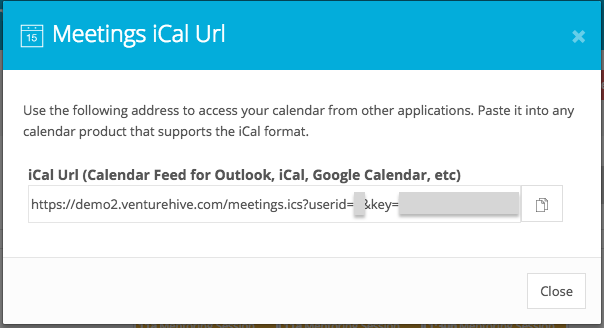 15
Meetings iCal Url
Use the following address to access your calendar from other applications. Paste it into any
calendar product that supports the iCal format.
iCal Url (Calendar Feed for Outlook, iCal, Google Calendar, etc)
https://demo2.venturehive.com/meetings.ics?userid= &key=
Close